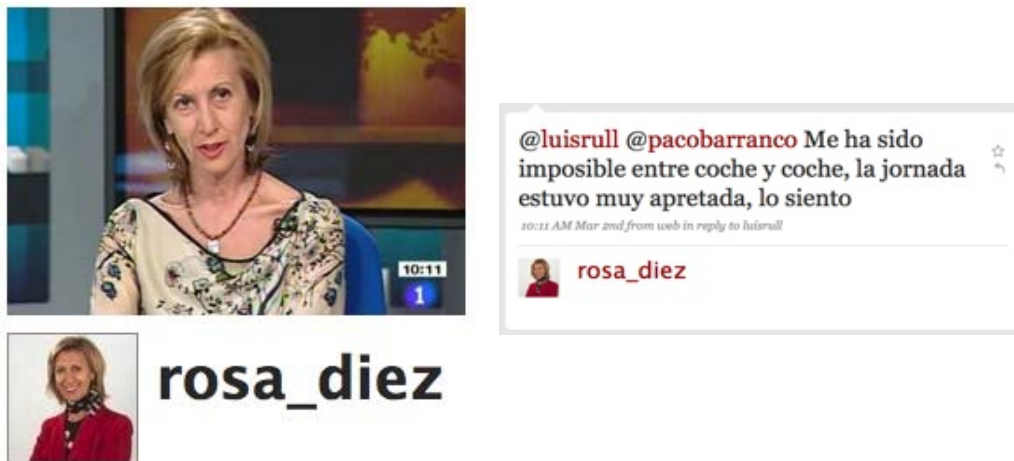 10:11
1
rosa_diez
@luisrull @pacobarranco Me ha sido
imposible entre coche y coche, la jornada
estuvo muy apretada, lo siento
10:11 AM Mar 2nd from web in reply to luisrull
rosa_diez